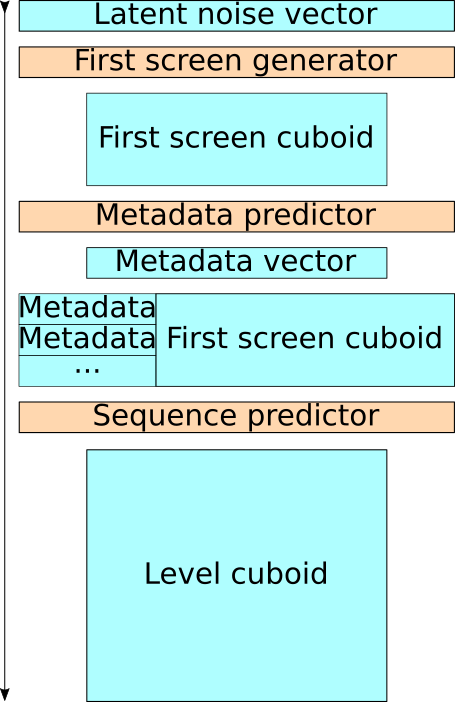 Latent noise vector
First screen generator
First screen cuboid
Metadata predictor
Metadata vector
Metadata
Metadata
...
First screen cuboid
Sequence predictor
Level cuboid